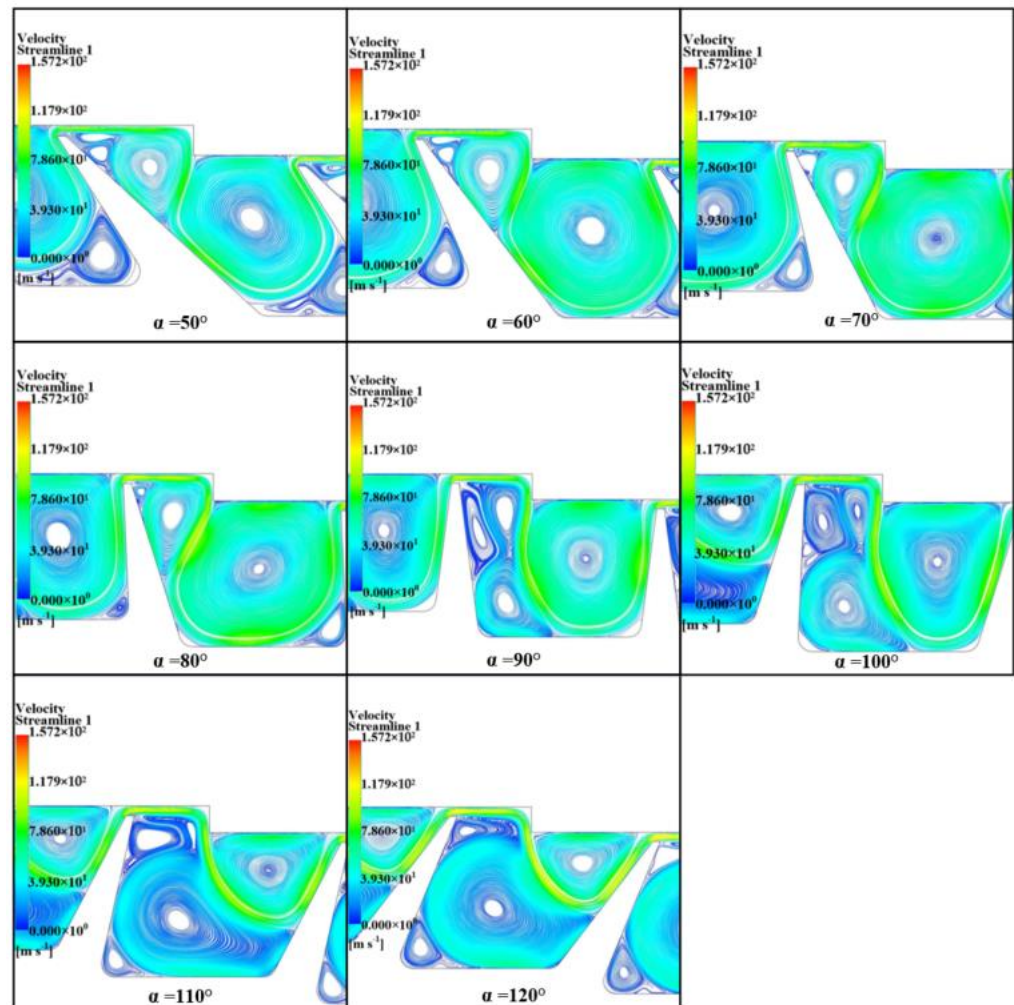 Velocity
Streamline 1
1.572×10²
1.179×10²
7.860×10¹
3.930×10¹
0.000×10⁰
[m s⁻¹]
α =50°
Velocity
Streamline 1
1.572×10²
1.179×10²
7.860×10¹
3.930×10¹
0.000×10⁰
[m s⁻¹]
α =60°
Velocity
Streamline 1
1.572×10²
1.179×10²
7.860×10¹
3.930×10¹
0.000×10⁰
[m s⁻¹]
α =70°
Velocity
Streamline 1
1.572×10²
1.179×10²
7.860×10¹
3.930×10¹
0.000×10⁰
[m s⁻¹]
α =80°
Velocity
Streamline 1
1.572×10²
1.179×10²
7.860×10¹
3.930×10¹
0.000×10⁰
[m s⁻¹]
α =90°
Velocity
Streamline 1
1.572×10²
1.179×10²
7.860×10¹
3.930×10¹
0.000×10⁰
[m s⁻¹]
α =100°
Velocity
Streamline 1
1.572×10²
1.179×10²
7.860×10¹
3.930×10¹
0.000×10⁰
[m s⁻¹]
α =110°
Velocity
Streamline 1
1.572×10²
1.179×10²
7.860×10¹
3.930×10¹
0.000×10⁰
[m s⁻¹]
α =120°